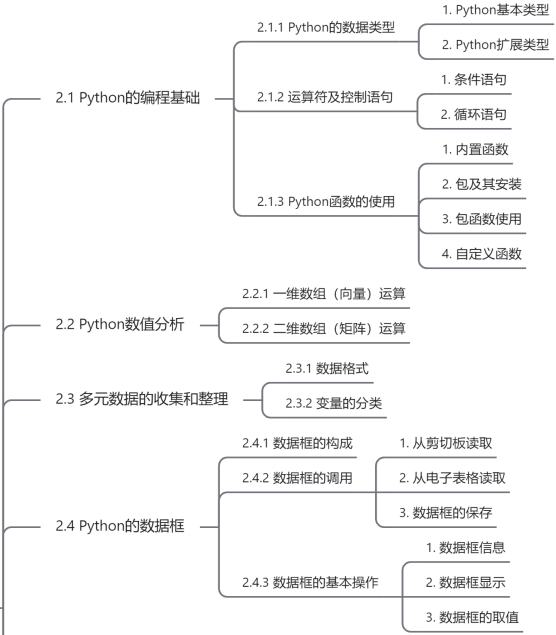 2.1 Python的编程基础
2.1.1 Python的数据类型
1. Python基本类型
2. Python扩展类型
2.1.2 运算符及控制语句
1. 条件语句
2. 循环语句
2.1.3 Python函数的使用
1. 内置函数
2. 包及其安装
3. 包函数使用
4. 自定义函数
2.2 Python数值分析
2.2.1 一维数组（向量）运算
2.2.2 二维数组（矩阵）运算
2.3 多元数据的收集和整理
2.3.1 数据格式
2.3.2 变量的分类
2.4 Python的数据框
2.4.1 数据框的构成
2.4.2 数据框的调用
1. 从剪切板读取
2. 从电子表格读取
3. 数据框的保存
2.4.3 数据框的基本操作
1. 数据框信息
2. 数据框显示
3. 数据框的取值